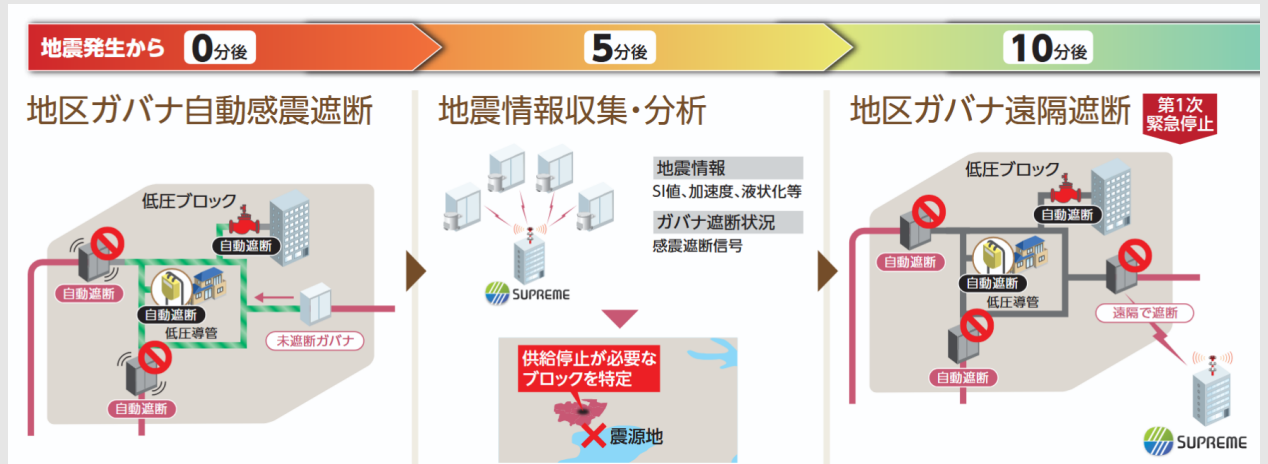 地震発生から 0分後
5分後
10分後
地区ガバナ自動感震遮断
低圧ブロック
自動遮断
自動遮断
自動遮断
低圧導管
未遮断ガバナ
自動遮断
地震情報収集・分析
地震情報
SI値、加速度、液状化等
ガバナ遮断状況
感震遮断信号
SUPREME
供給停止が必要な
ブロックを特定
震源地
地区ガバナ遠隔遮断
第1次
緊急停止
低圧ブロック
自動遮断
自動遮断
自動遮断
低圧導管
遠隔で遮断
自動遮断
SUPREME